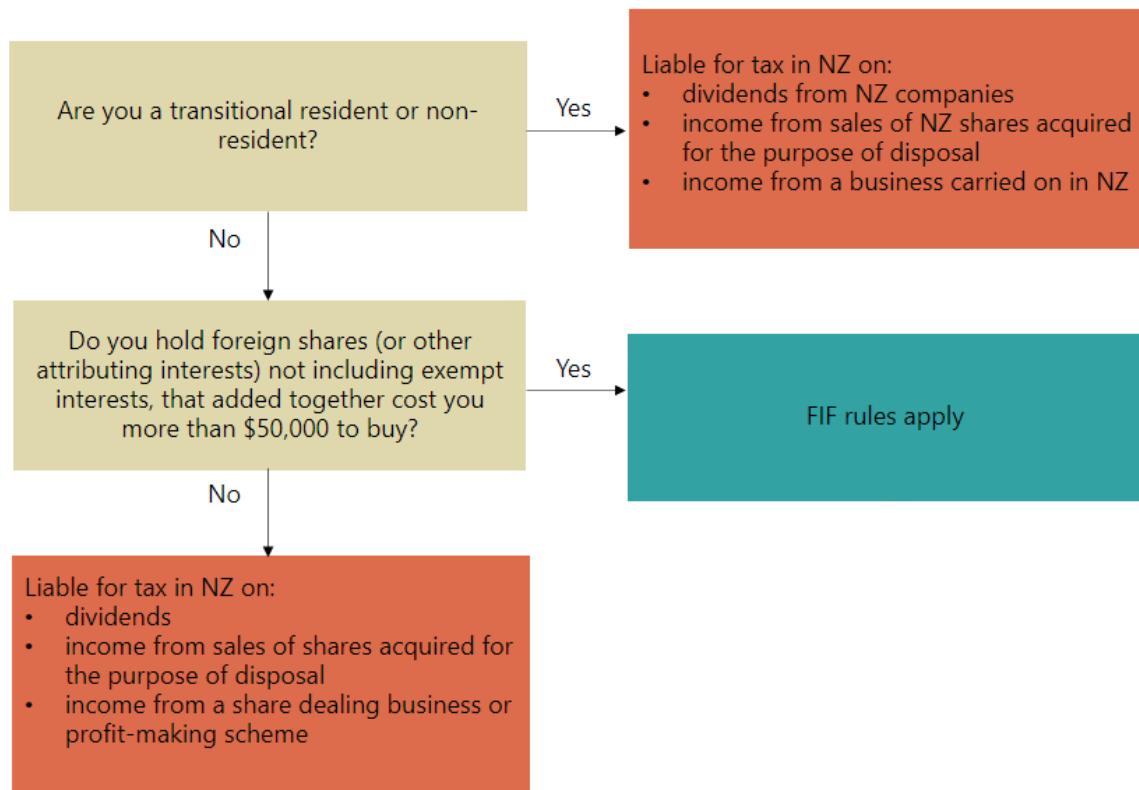 Are you a transitional resident or non-
resident?
Yes
Liable for tax in NZ on:
• dividends from NZ companies
• income from sales of NZ shares acquired
for the purpose of disposal
• income from a business carried on in NZ
No
Do you hold foreign shares (or other
attributing interests) not including exempt
interests, that added together cost you
more than $50,000 to buy?
Yes
FIF rules apply
No
Liable for tax in NZ on:
• dividends
• income from sales of shares acquired for
the purpose of disposal
• income from a share dealing business or
profit-making scheme